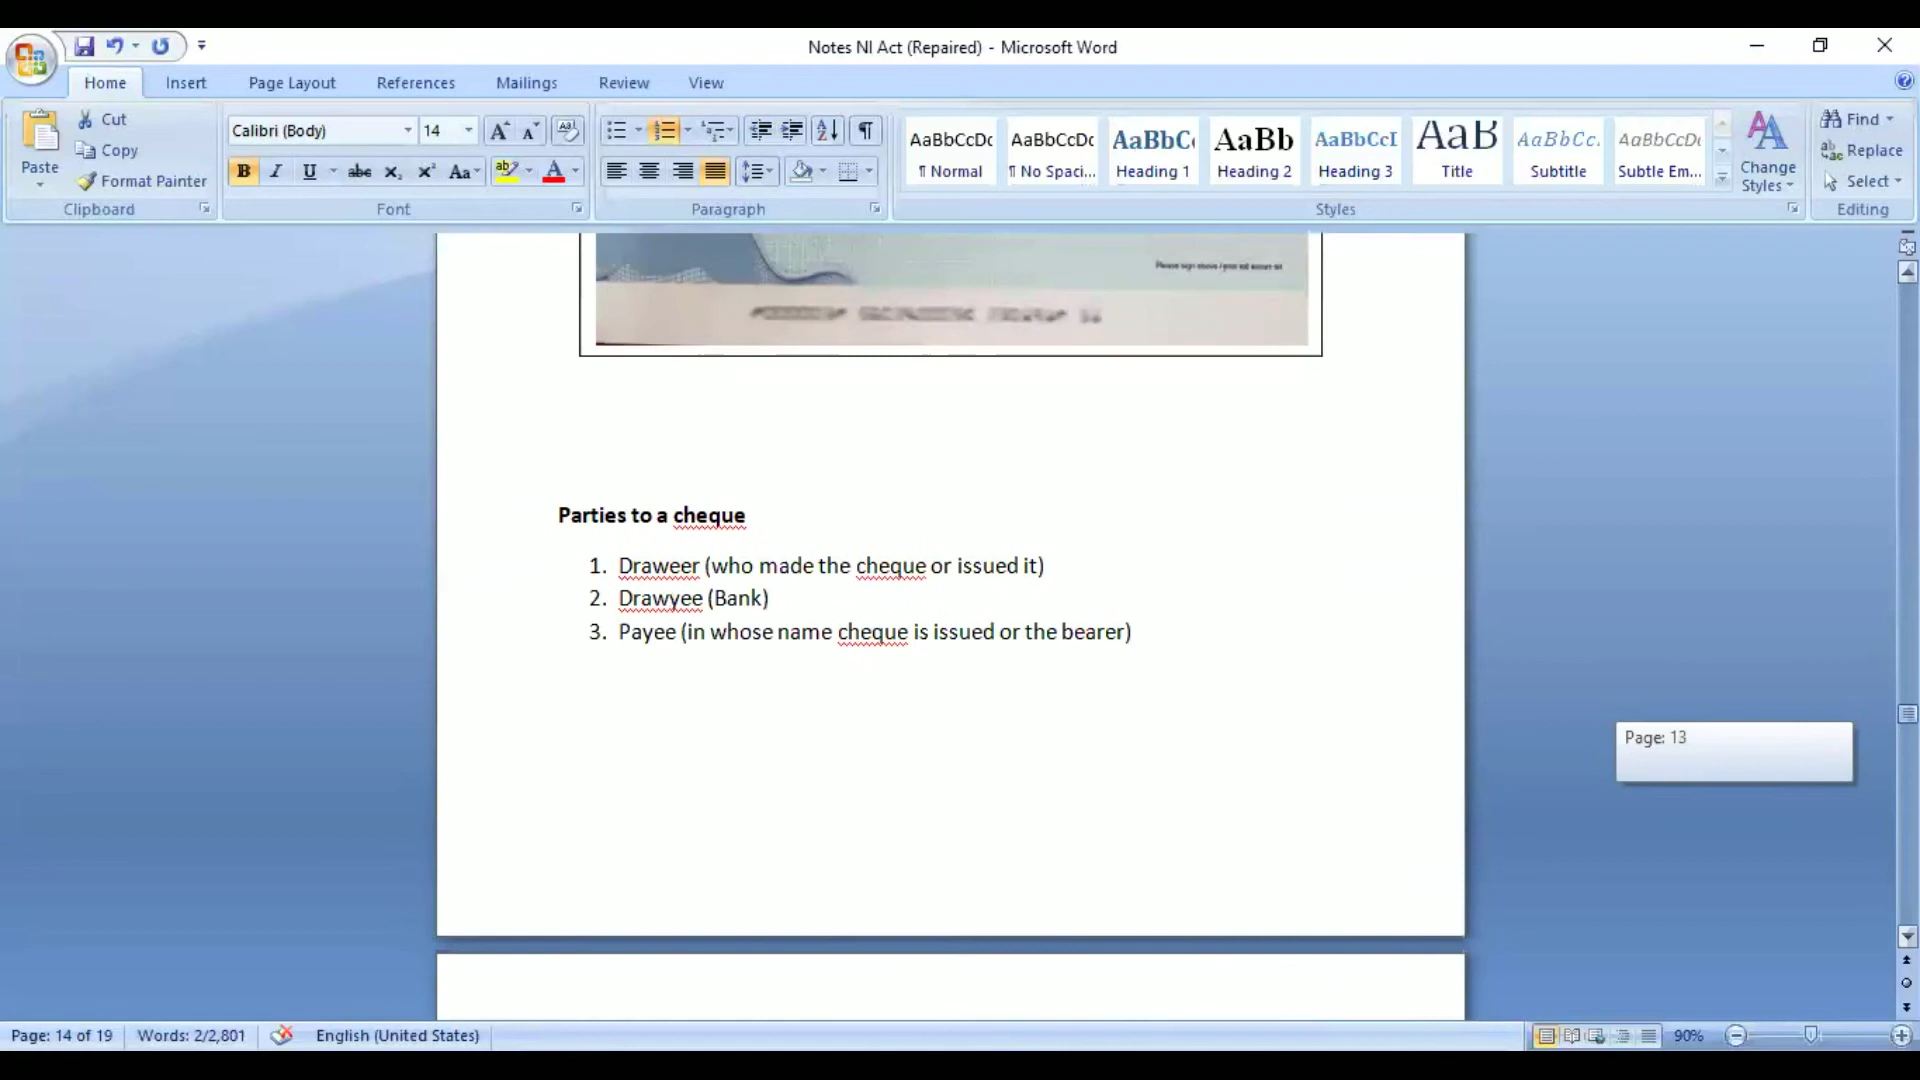 Notes NI Act (Repaired) - Microsoft Word
Home Insert Page Layout References Mailings Review View
Paste
Cut
Copy
Format Painter
Clipboard
Calibri (Body) 14
B I U abc X₂ X² Aa
Font
Paragraph
AaBbCcDc AaBbCcDc AaBbC AaBb AaBbCcI AaB AaBbCc. AaBbCcDc
¶ Normal ¶ No Spaci... Heading 1 Heading 2 Heading 3 Title Subtitle Subtle Em...
Styles
Change Styles
Find
Replace
Select
Editing
Parties to a cheque
1. Draweer (who made the cheque or issued it)
2. Drawyee (Bank)
3. Payee (in whose name cheque is issued or the bearer)
Page: 13
Page: 14 of 19 Words: 2/2,801 English (United States) 90%